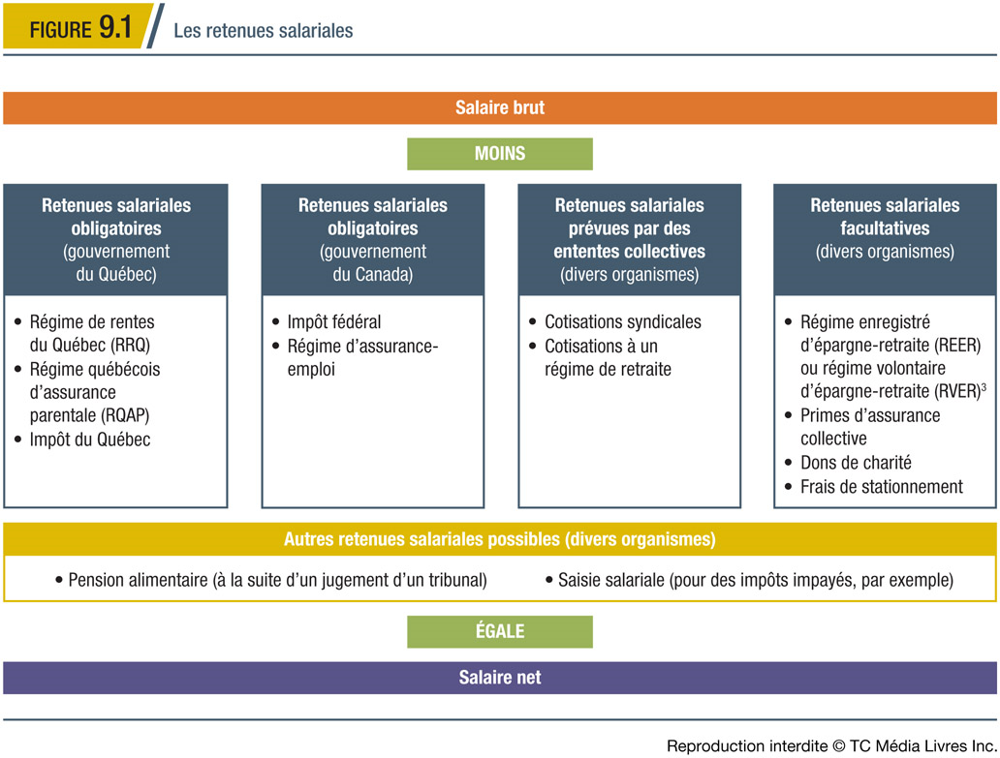 FIGURE 9.1
Les retenues salariales
Salaire brut
MOINS
Retenues salariales
obligatoires
(gouvernement
du Québec)
• Régime de rentes
du Québec (RRQ)
• Régime québécois
d'assurance
parentale (RQAP)
• Impôt du Québec
Retenues salariales
obligatoires
(gouvernement
du Canada)
• Impôt fédéral
• Régime d'assurance-
emploi
Retenues salariales
prévues par des
ententes collectives
(divers organismes)
• Cotisations syndicales
• Cotisations à un
régime de retraite
Retenues salariales
facultatives
(divers organismes)
• Régime enregistré
d'épargne-retraite (REER)
ou régime volontaire
d'épargne-retraite (RVER)³
• Primes d'assurance
collective
• Dons de charité
• Frais de stationnement
Autres retenues salariales possibles (divers organismes)
• Pension alimentaire (à la suite d'un jugement d'un tribunal)
• Saisie salariale (pour des impôts impayés, par exemple)
ÉGALE
Salaire net
Reproduction interdite © TC Média Livres Inc.